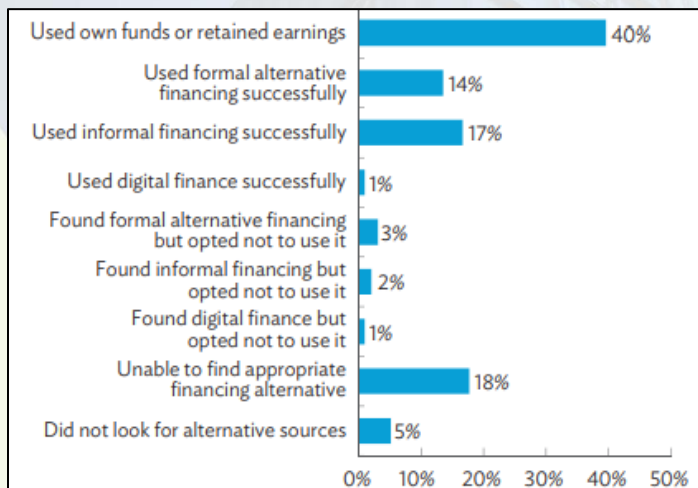 Used own funds or retained earnings
40%
Used formal alternative
financing successfully
14%
Used informal financing successfully
17%
Used digital finance successfully
1%
Found formal alternative financing
but opted not to use it
3%
Found informal financing but
opted not to use it
2%
Found digital finance but
opted not to use it
1%
Unable to find appropriate
financing alternative
18%
Did not look for alternative sources
5%
0% 10% 20% 30% 40% 50%